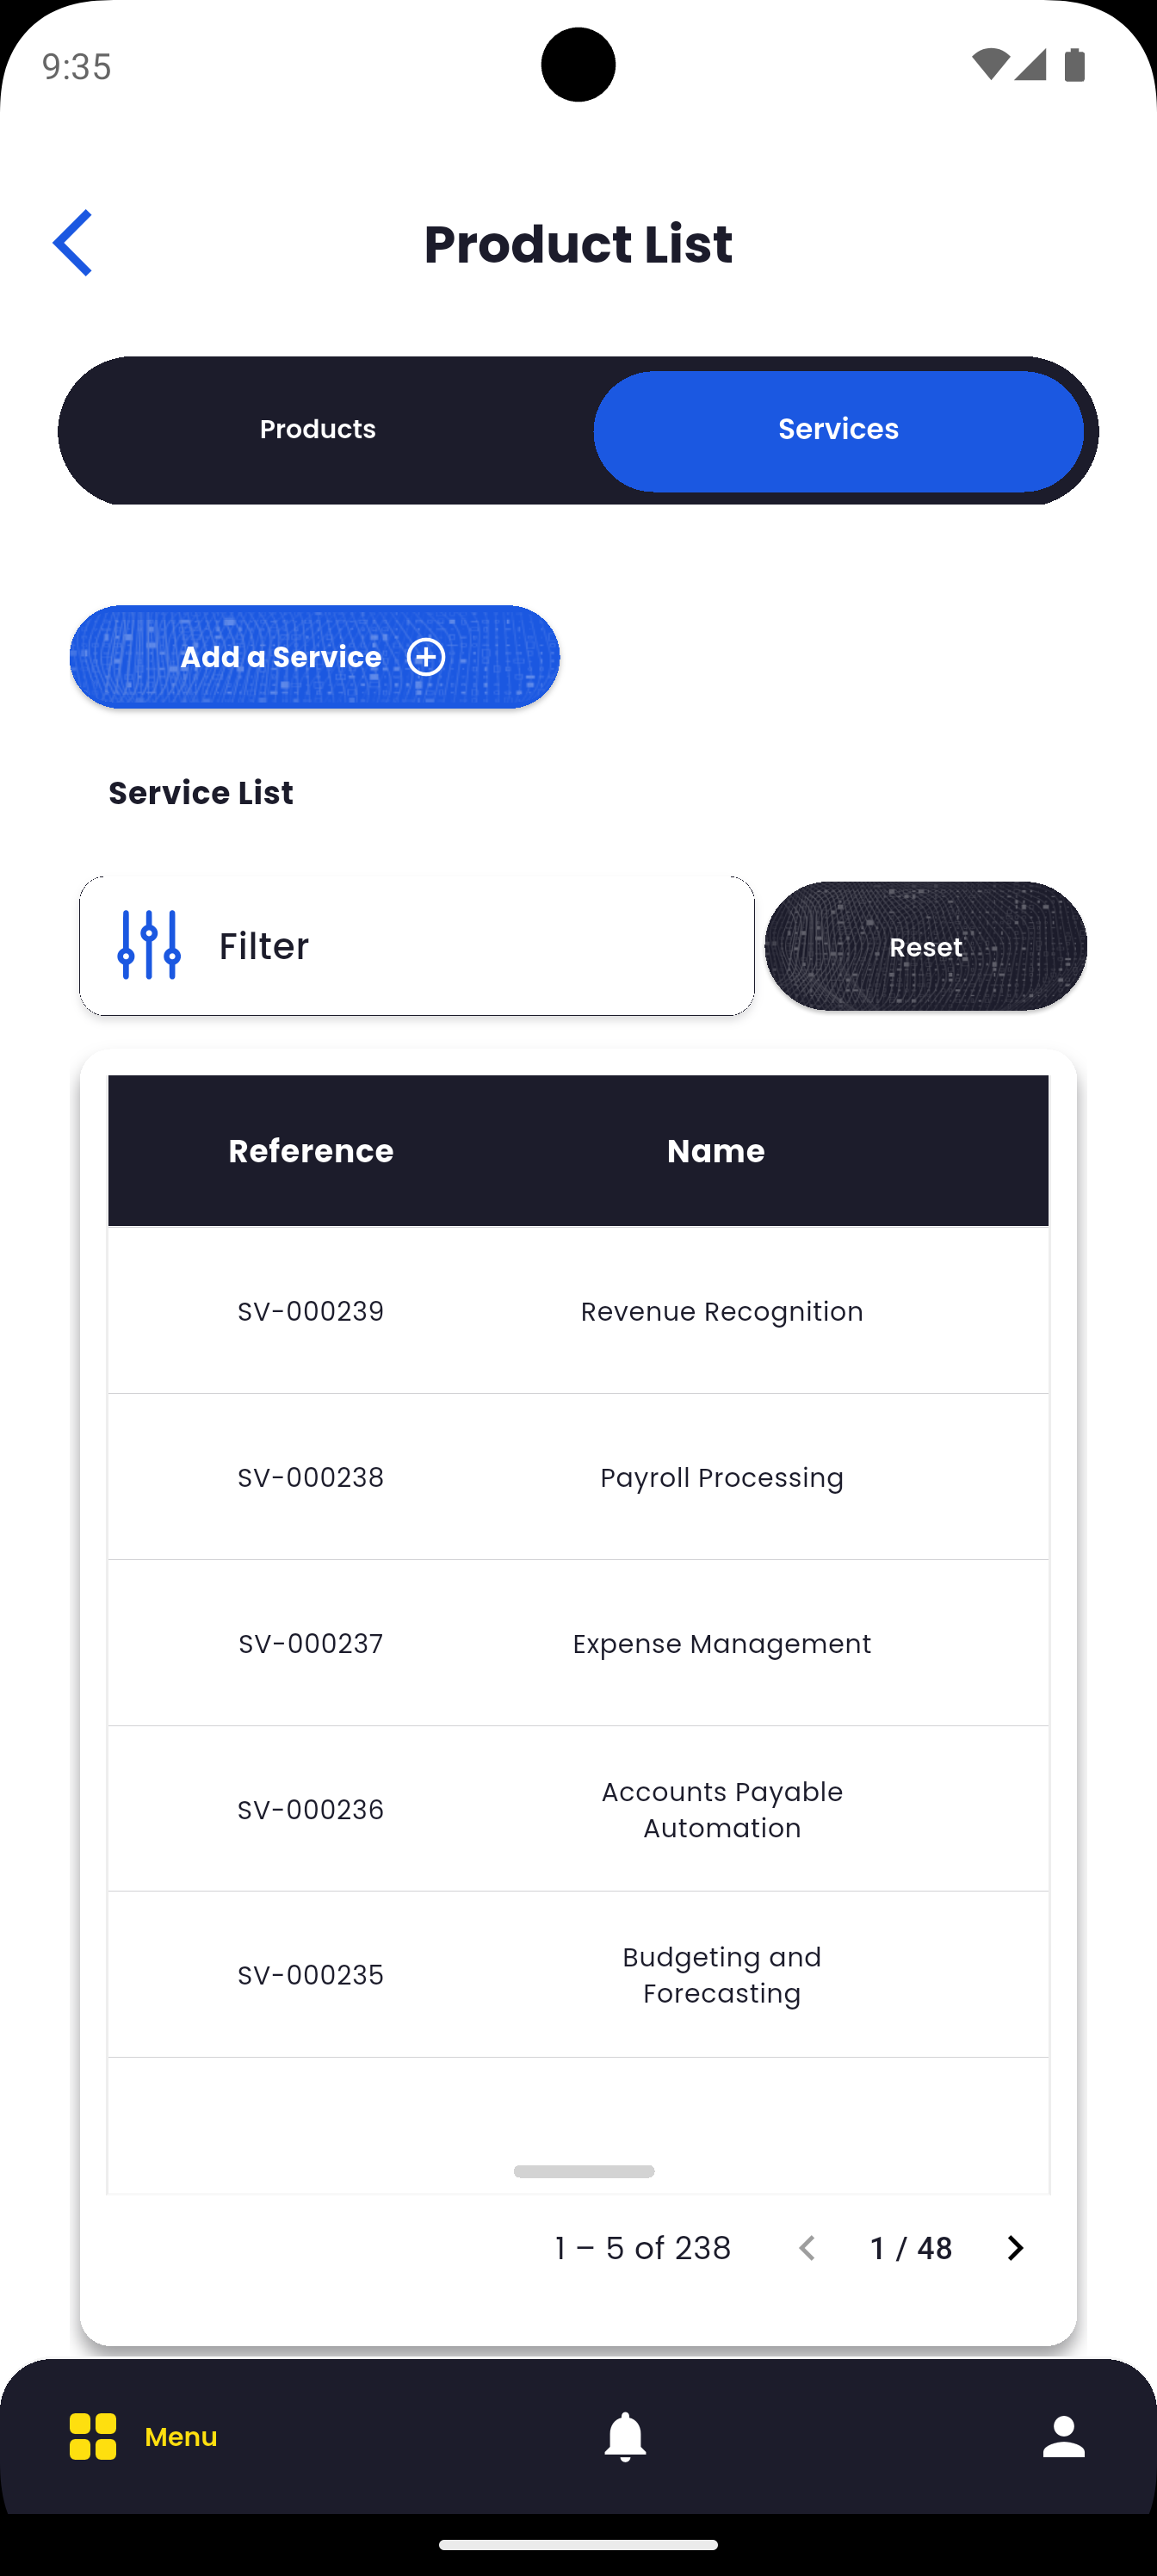 9:35
Product List
Products
Services
Add a Service
Service List
Filter
Reset
Reference Name
SV-000239 Revenue Recognition
SV-000238 Payroll Processing
SV-000237 Expense Management
SV-000236 Accounts Payable
Automation
SV-000235 Budgeting and
Forecasting
1 – 5 of 238 1 / 48
Menu